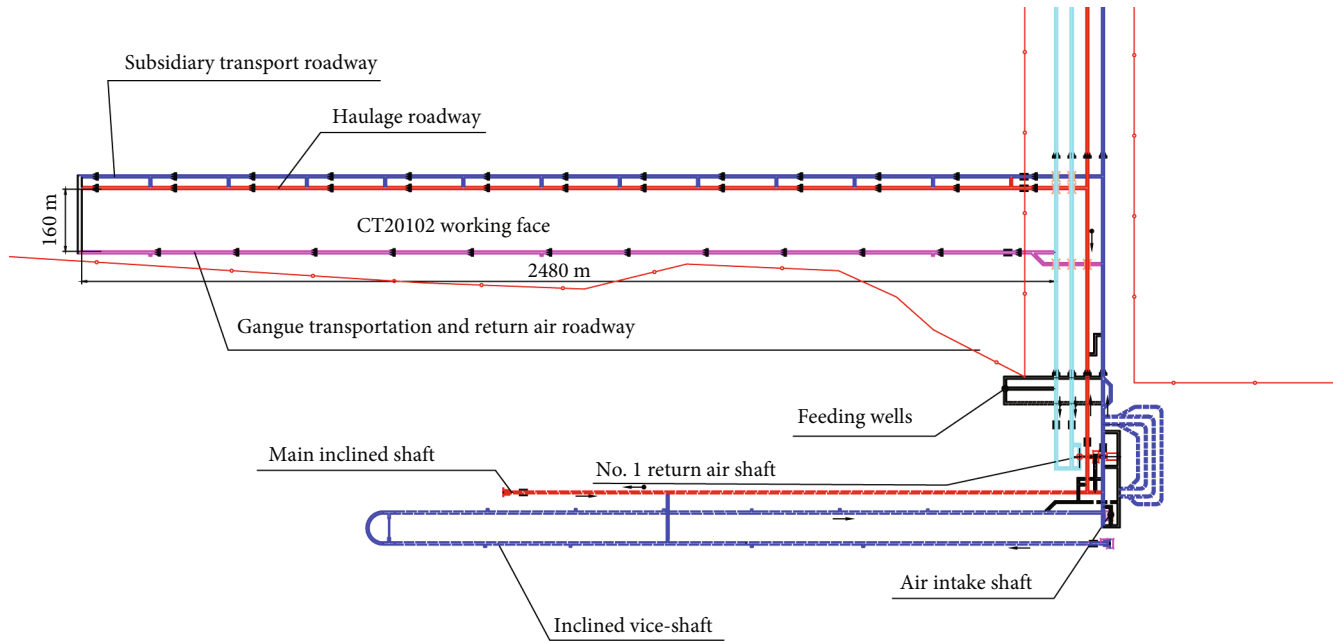 Subsidiary transport roadway
Haulage roadway
160 m
CT20102 working face
2480 m
Gangue transportation and return air roadway
Feeding wells
Main inclined shaft
No. 1 return air shaft
Air intake shaft
Inclined vice-shaft